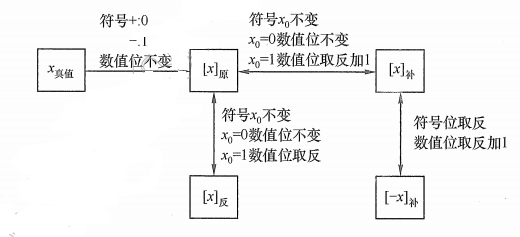 符号+:0
-:1
数值位不变
x真值
[x]原
符号x₀不变
x₀=0数值位不变
x₀=1数值位取反加1
[x]补
符号x₀不变
x₀=0数值位不变
x₀=1数值位取反
符号位取反
数值位取反加1
[x]反
[-x]补